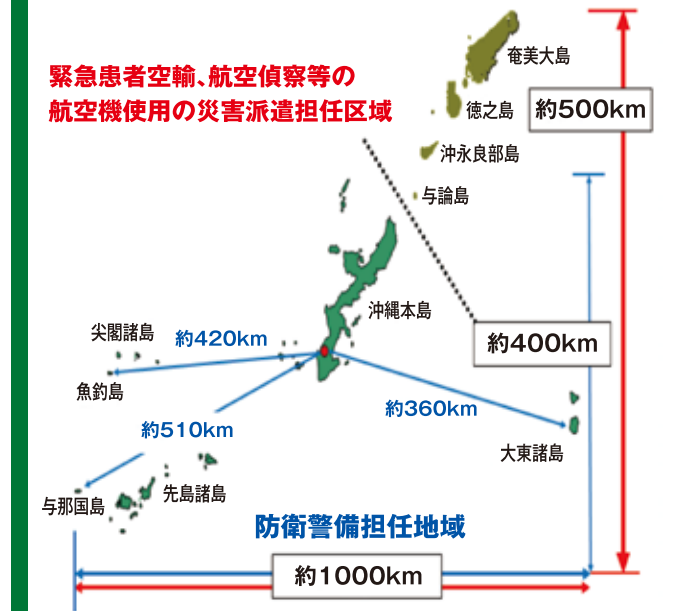 奄美大島
緊急患者空輸、航空偵察等の
航空機使用の災害派遣担任区域
徳之島
約500km
沖永良部島
与論島
沖縄本島
尖閣諸島
約420km
約400km
魚釣島
約360km
約510km
大東諸島
先島諸島
与那国島
防衛警備担任地域
約1000km